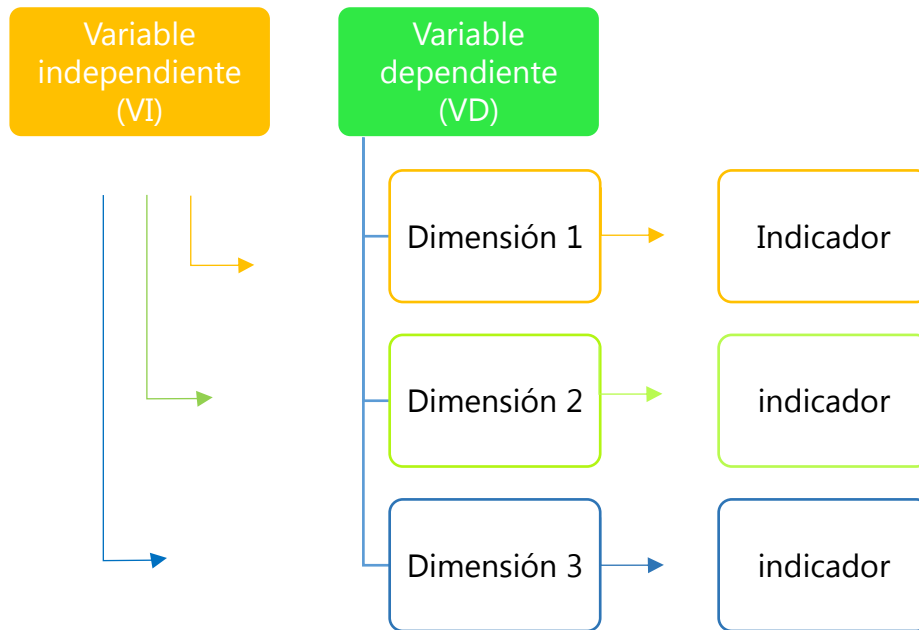 Variable
independiente
(VI)
Variable
dependiente
(VD)
Dimensión 1
Indicador
Dimensión 2
indicador
Dimensión 3
indicador